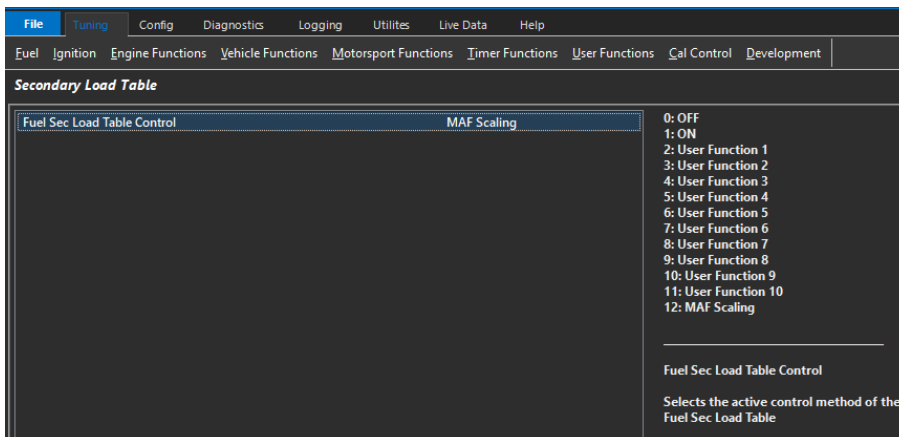 File Tuning Config Diagnostics Logging Utilites Live Data Help
Fuel Ignition Engine Functions Vehicle Functions Motorsport Functions Timer Functions User Functions Cal Control Development
Secondary Load Table
Fuel Sec Load Table Control MAF Scaling
0: OFF
1: ON
2: User Function 1
3: User Function 2
4: User Function 3
5: User Function 4
6: User Function 5
7: User Function 6
8: User Function 7
9: User Function 8
10: User Function 9
11: User Function 10
12: MAF Scaling
Fuel Sec Load Table Control
Selects the active control method of the
Fuel Sec Load Table